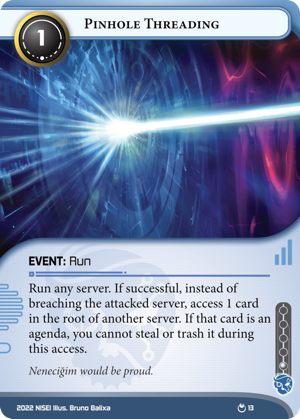 1
PINHOLE THREADING
EVENT: Run
Run any server. If successful, instead of
breaching the attacked server, access 1 card
in the root of another server. If that card is an
agenda, you cannot steal or trash it during
this access.
Neneciğim would be proud.
2022 NISEI Illus. Bruno Balixa
13